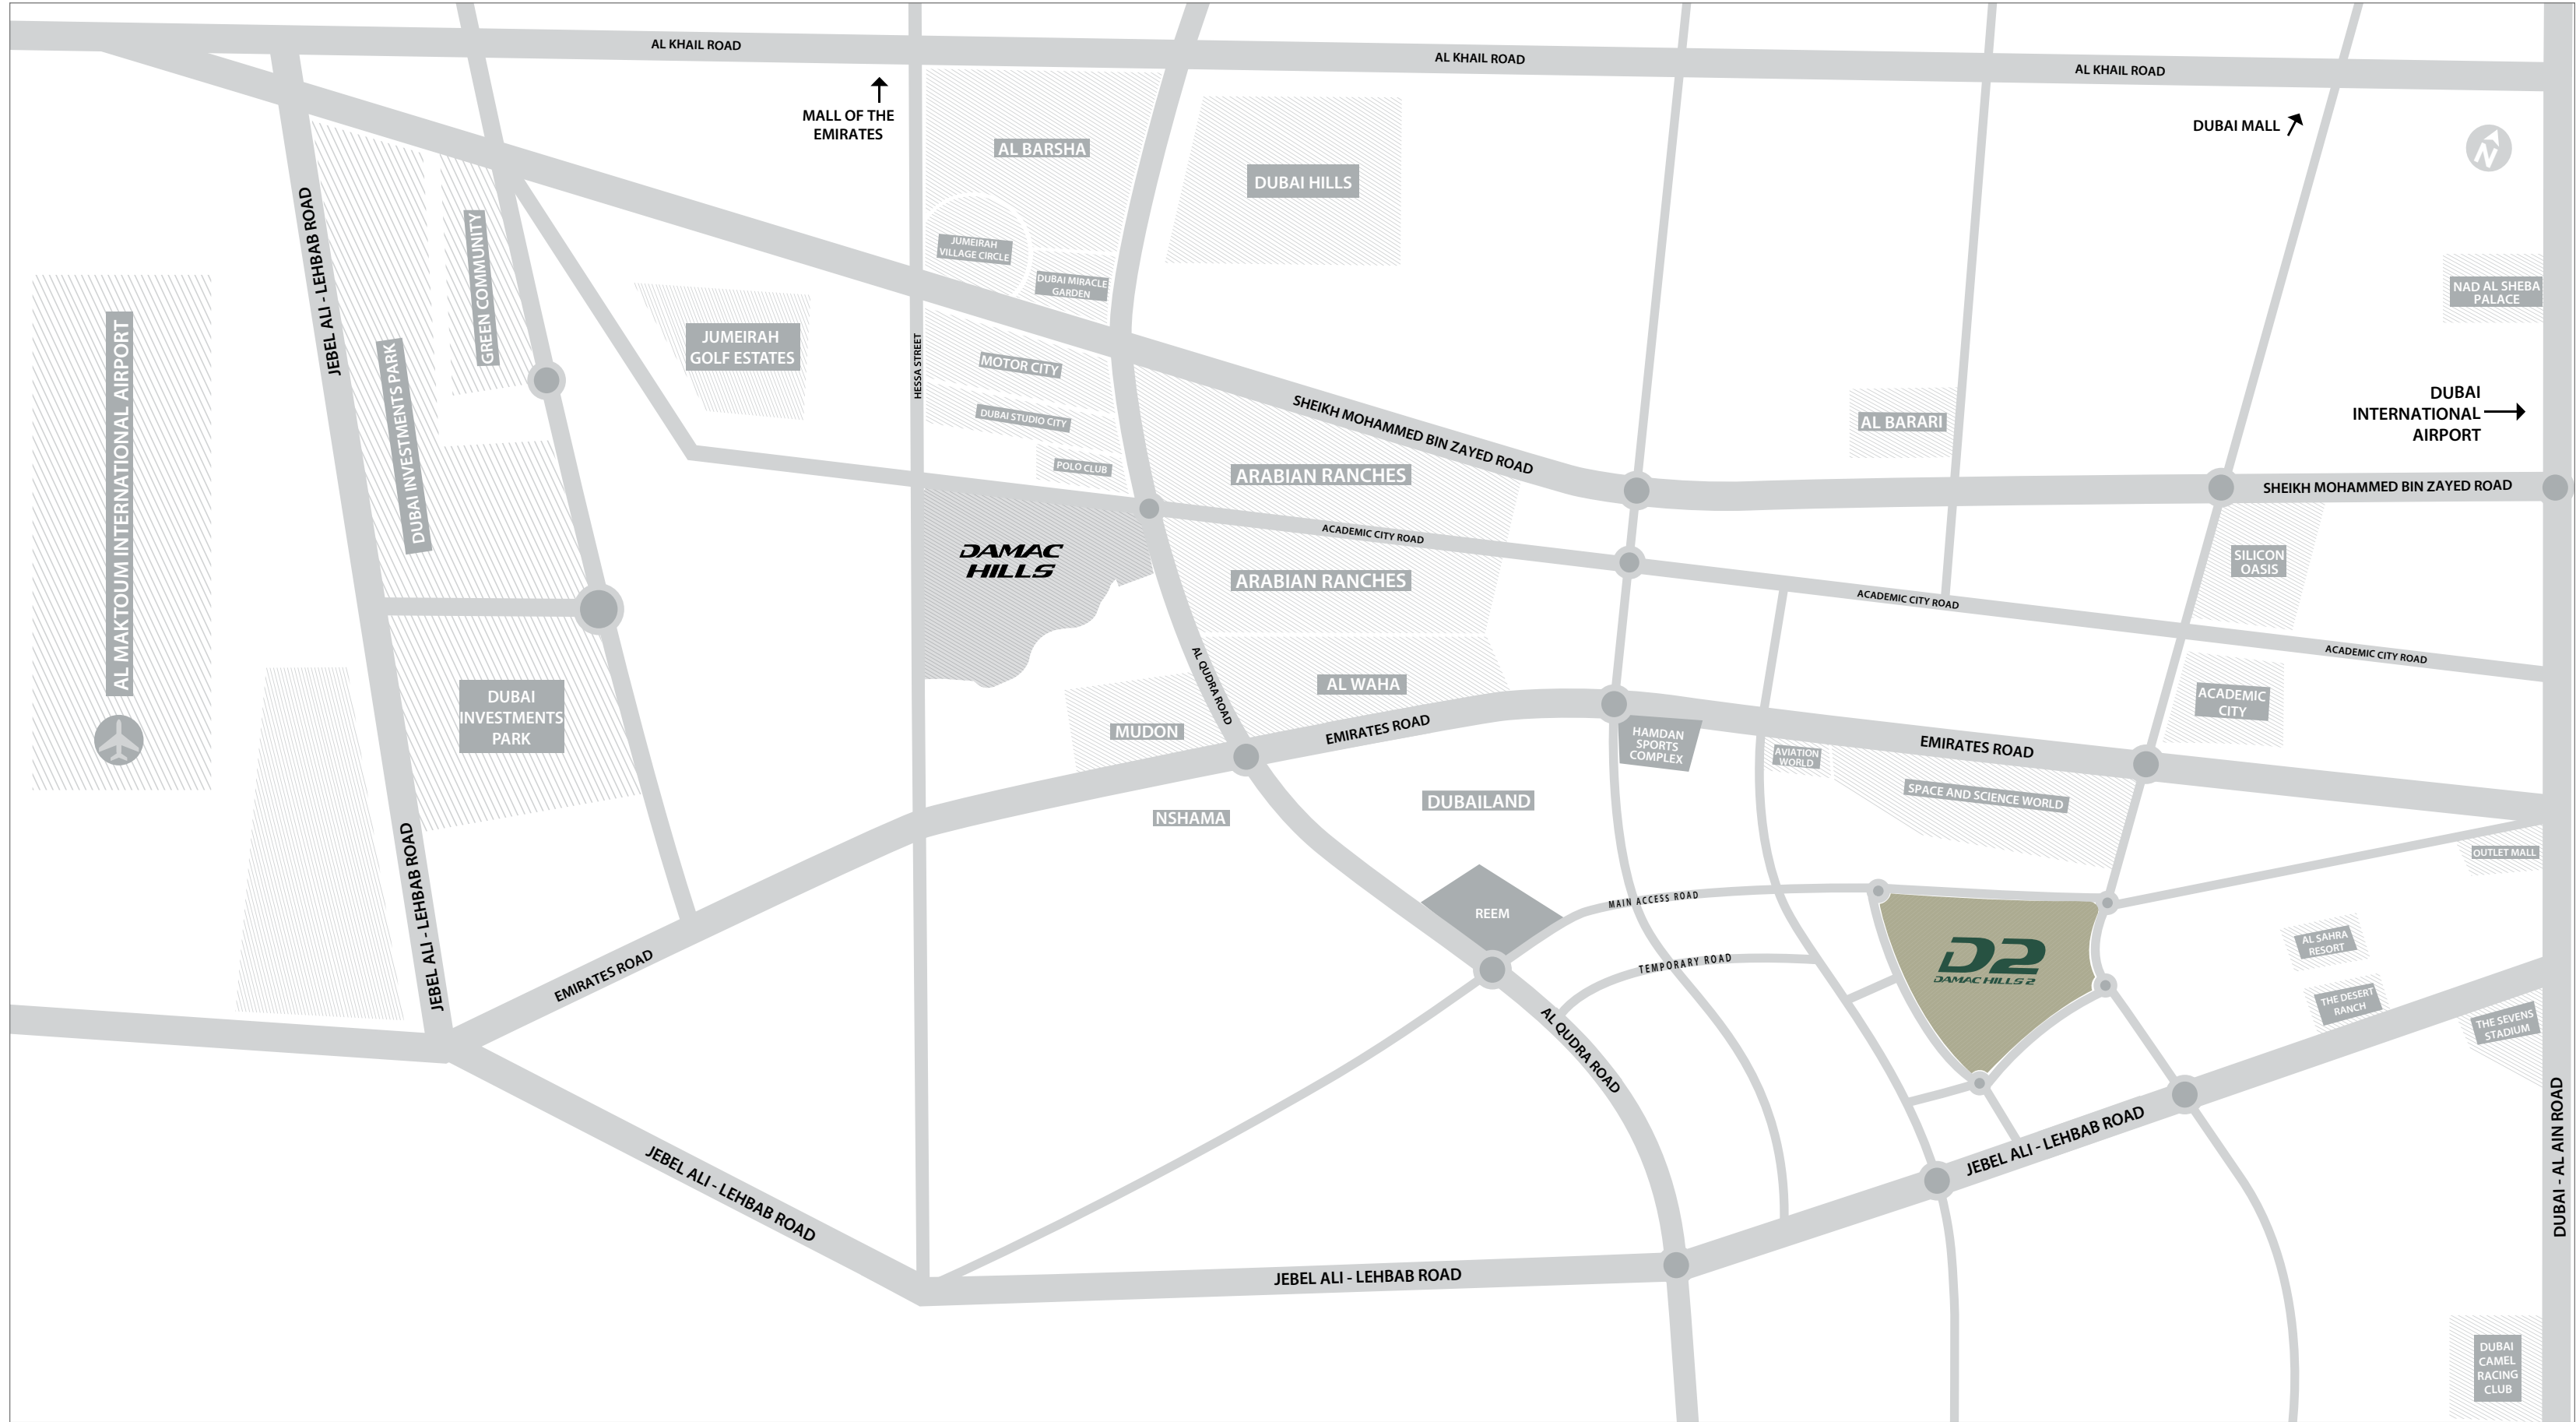 AL KHAIL ROAD
AL KHAIL ROAD
AL KHAIL ROAD
MALL OF THE
EMIRATES
DUBAI MALL
N
AL BARSHA
DUBAI HILLS
JEBEL ALI - LEHBAB ROAD
GREEN COMMUNITY
JUMEIRAH
VILLAGE CIRCLE
DUBAI MIRACLE
GARDEN
NAD AL SHEBA
PALACE
AL MAKTOUM INTERNATIONAL AIRPORT
DUBAI INVESTMENTS PARK
JUMEIRAH
GOLF ESTATES
HESSA STREET
MOTOR CITY
DUBAI STUDIO CITY
POLO CLUB
SHEIKH MOHAMMED BIN ZAYED ROAD
AL BARARI
DUBAI
INTERNATIONAL
AIRPORT
ARABIAN RANCHES
SHEIKH MOHAMMED BIN ZAYED ROAD
ACADEMIC CITY ROAD
DAMAC
HILLS
ARABIAN RANCHES
SILICON
OASIS
ACADEMIC CITY ROAD
ACADEMIC CITY ROAD
AL QUDRA ROAD
AL WAHA
DUBAI
INVESTMENTS
PARK
MUDON
EMIRATES ROAD
HAMDAN
SPORTS
COMPLEX
AVIATION
WORLD
EMIRATES ROAD
ACADEMIC
CITY
SPACE AND SCIENCE WORLD
NSHAMA
DUBAILAND
OUTLET MALL
JEBEL ALI - LEHBAB ROAD
REEM
MAIN ACCESS ROAD
TEMPORARY ROAD
D2
DAMAC HILLS 2
AL SAHRA
RESORT
THE DESERT
RANCH
THE SEVENS
STADIUM
EMIRATES ROAD
AL QUDRA ROAD
JEBEL ALI - LEHBAB ROAD
JEBEL ALI - LEHBAB ROAD
DUBAI - AL AIN ROAD
JEBEL ALI - LEHBAB ROAD
DUBAI
CAMEL
RACING
CLUB